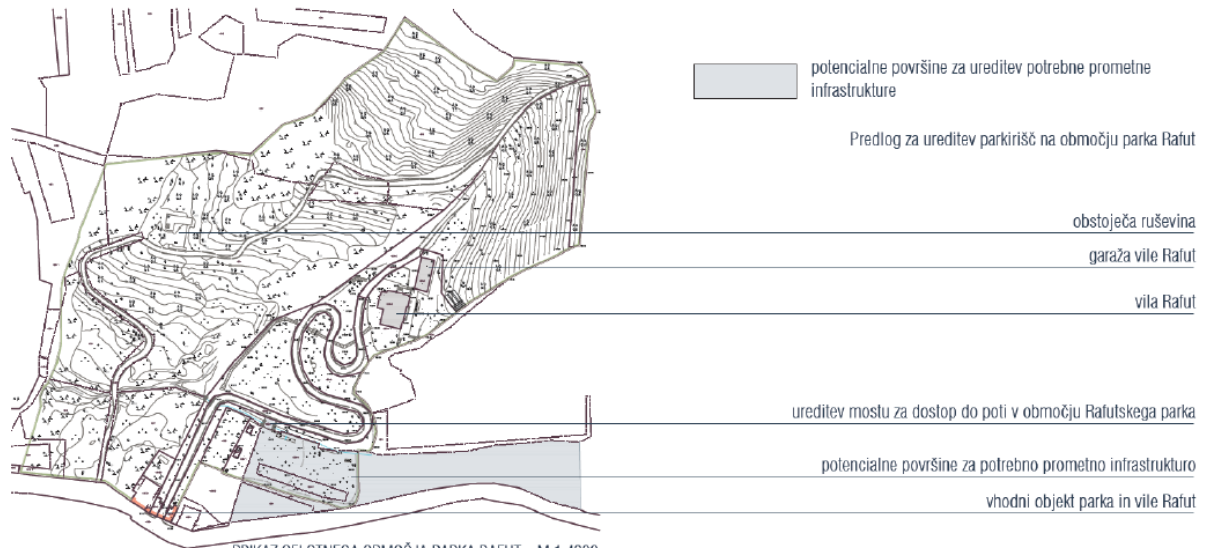 potencialne površine za ureditev potrebne prometne
infrastrukture
Predlog za ureditev parkirišč na območju parka Rafut
obstoječa ruševina
garaža vile Rafut
vila Rafut
ureditev mostu za dostop do poti v območju Rafutskega parka
potencialne površine za potrebno prometno infrastrukturo
vhodni objekt parka in vile Rafut